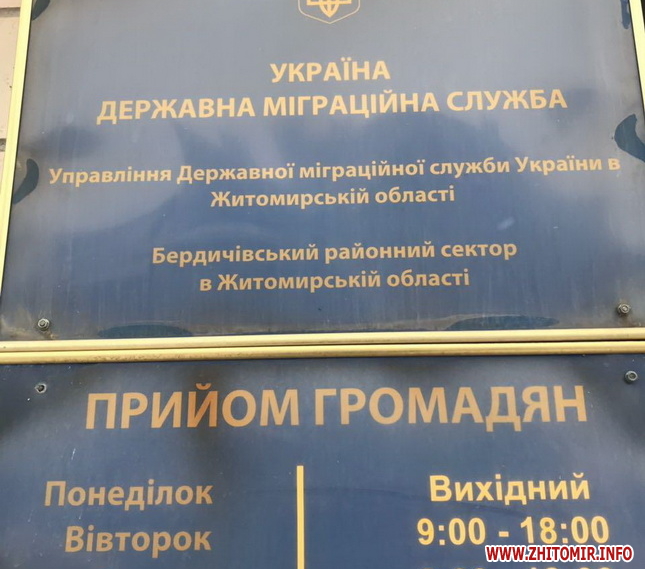 УКРАЇНА
ДЕРЖАВНА МІГРАЦІЙНА СЛУЖБА
Управління Державної міграційної служби України в
Житомирській області
Бердичівський районний сектор
в Житомирській області
ПРИЙОМ ГРОМАДЯН
Понеділок Вихідний
Вівторок 9:00 - 18:00
WWW.ZHITOMIR.INFO